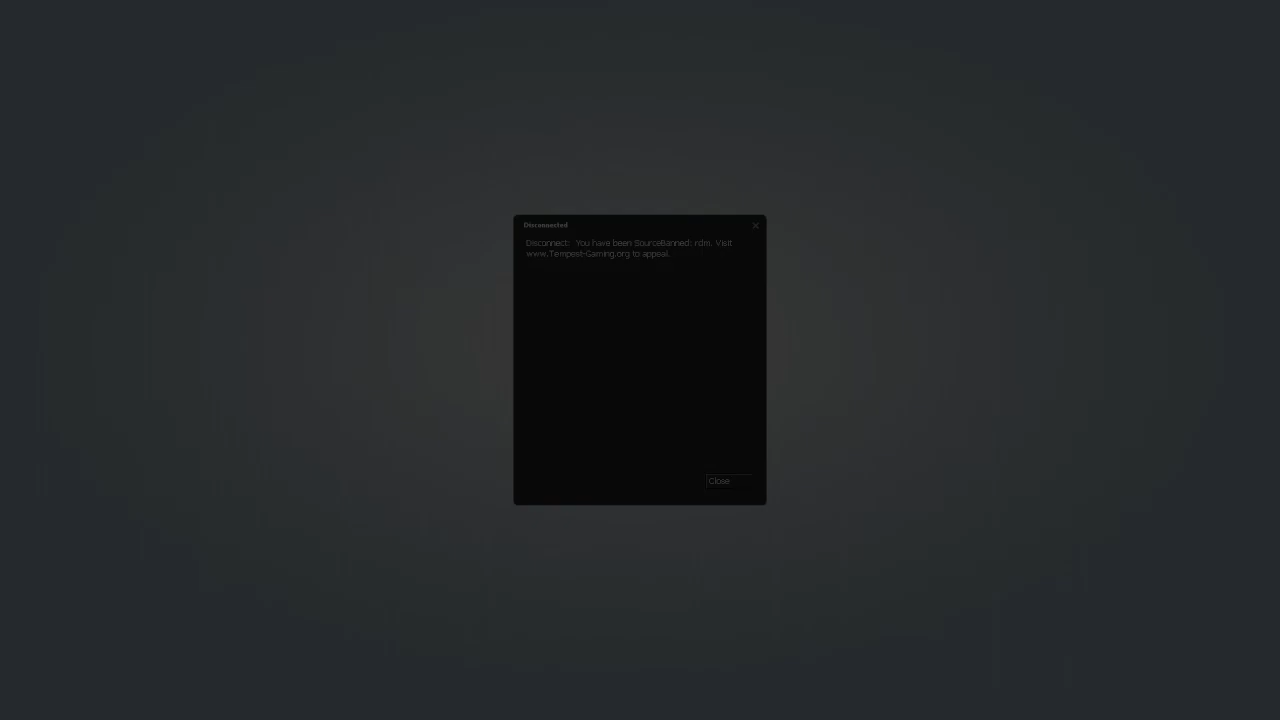 Disconnected
Disconnect: You have been SourceBanned: rdm. Visit
www.Tempest-Gaming.org to appeal.
Close